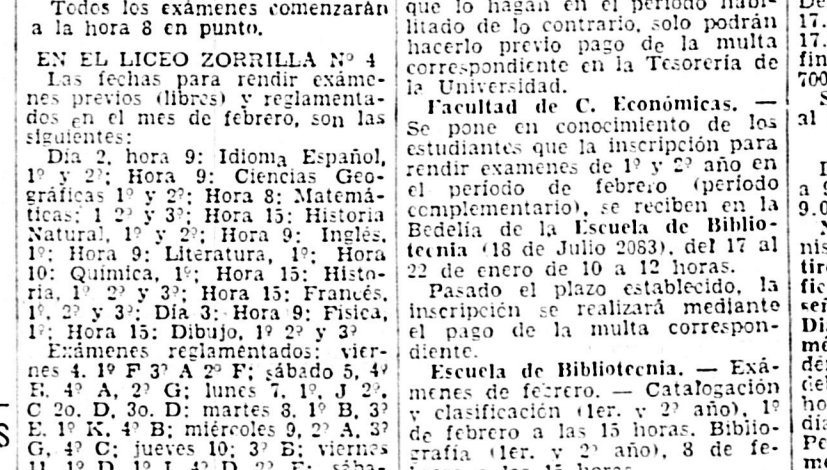 Todos los exámenes comenzarán
a la hora 8 en punto.
EN EL LICEO ZORRILLA Nº 4
Las fechas para rendir exáme-
nes previos (libres) y reglamenta-
dos en el mes de febrero, son las
siguientes:
Día 2, hora 9: Idioma Español,
1º y 2º; Hora 9: Ciencias Geo-
gráficas 1º y 2º; Hora 8: Matemá-
ticas; 1 2º y 3º; Hora 15: Historia
Natural, 1º y 2º; Hora 9: Inglés,
1º; Hora 9: Literatura, 1º; Hora
10: Química, 1º; Hora 15: Histo-
ria, 1º 2º y 3º; Hora 15: Francés,
1º, 2º y 3º; Día 3: Hora 9: Física,
1º; Hora 15: Dibujo, 1º 2º y 3º
Exámenes reglamentados: vier-
nes 4. 1º F 3º A 2º F; sábado 5, 4º
E. 4º A, 2º G; lunes 7. 1º, J 2º,
C 2o. D, 3o. D: martes 8. 1º B, 3º
E. 1º K, 4º B; miércoles 9, 2º A, 3º
G, 4º C; jueves 10; 3º B; viernes
11. 1º D, 1º I, 4º D, 2º E; sába-
que lo hagan en el período habi-
litado de lo contrario, solo podrán
hacerlo previo pago de la multa
correspondiente en la Tesorería de
la Universidad.
Facultad de C. Económicas. —
Se pone en conocimiento de los
estudiantes que la inscripción para
rendir examenes de 1º y 2º año en
el período de febrero (período
complementario), se reciben en la
Bedelía de la Escuela de Biblio-
tecnia (18 de Julio 2083), del 17 al
22 de enero de 10 a 12 horas.
Pasado el plazo establecido, la
inscripción se realizará mediante
el pago de la multa correspon-
diente.
Escuela de Bibliotecnia. — Exá-
menes de febrero. — Catalogación
y clasificación (1er. y 2º año), 1º
de febrero a las 15 horas. Biblio-
grafía (1er. y 2º año), 8 de fe-